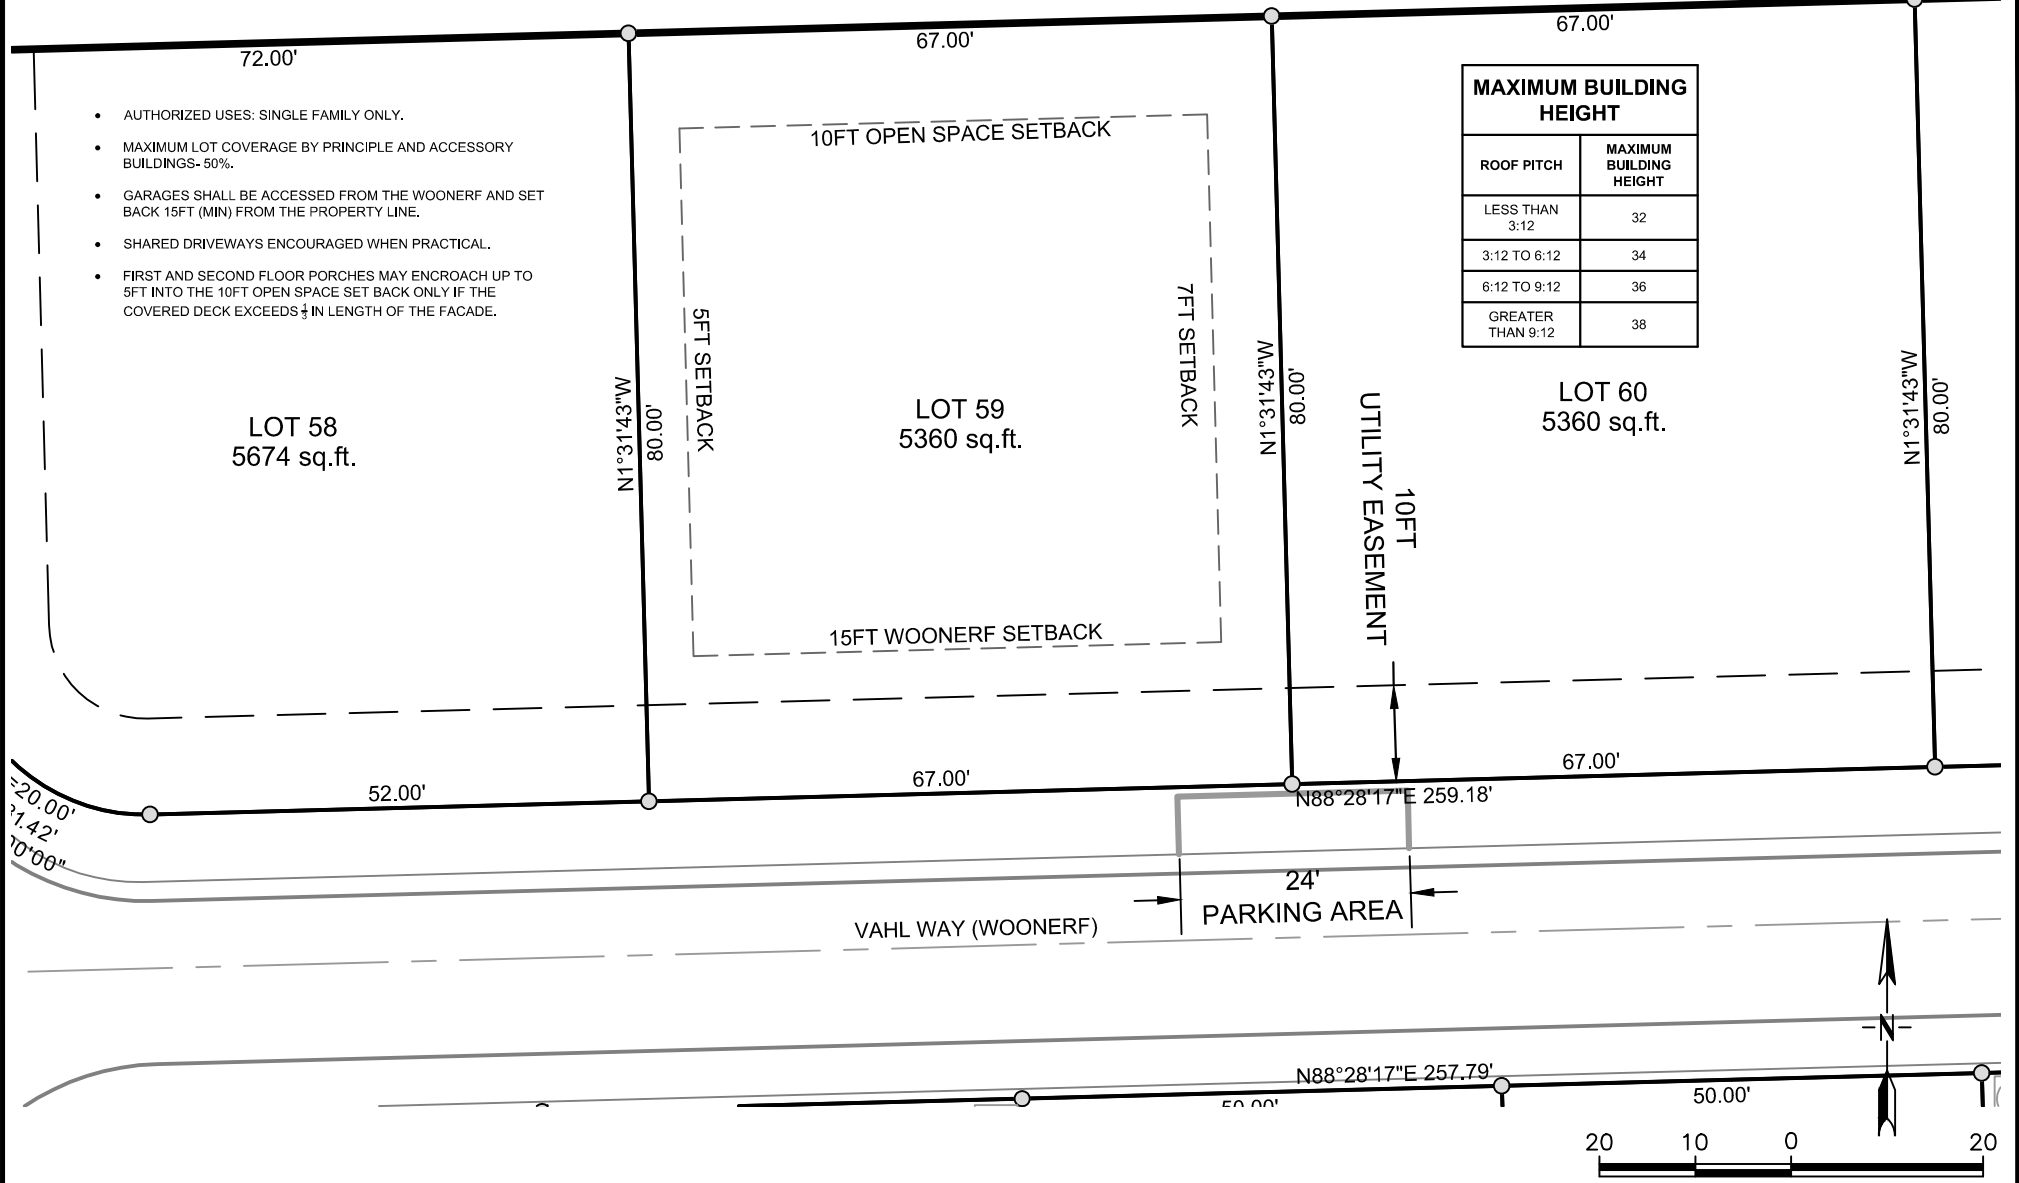 72.00'
67.00'
67.00'
• AUTHORIZED USES: SINGLE FAMILY ONLY.
• MAXIMUM LOT COVERAGE BY PRINCIPLE AND ACCESSORY
BUILDINGS- 50%.
• GARAGES SHALL BE ACCESSED FROM THE WOONERF AND SET
BACK 15FT (MIN) FROM THE PROPERTY LINE.
• SHARED DRIVEWAYS ENCOURAGED WHEN PRACTICAL.
• FIRST AND SECOND FLOOR PORCHES MAY ENCROACH UP TO
5FT INTO THE 10FT OPEN SPACE SET BACK ONLY IF THE
COVERED DECK EXCEEDS ⅓ IN LENGTH OF THE FACADE.
LOT 58
5674 sq.ft.
N1°31'43"W
80.00'
10FT OPEN SPACE SETBACK
5FT SETBACK
7FT SETBACK
LOT 59
5360 sq.ft.
15FT WOONERF SETBACK
N1°31'43"W
80.00'
MAXIMUM BUILDING
HEIGHT
ROOF PITCH
MAXIMUM
BUILDING
HEIGHT
LESS THAN
3:12
32
3:12 TO 6:12
34
6:12 TO 9:12
36
GREATER
THAN 9:12
38
LOT 60
5360 sq.ft.
10FT
UTILITY EASEMENT
N1°31'43"W
80.00'
52.00'
67.00'
67.00'
=20.00'
31.42'
00'00"
N88°28'17"E 259.18'
24'
PARKING AREA
VAHL WAY (WOONERF)
N
N88°28'17"E 257.79'
50.00'
50.00'
20 10 0 20